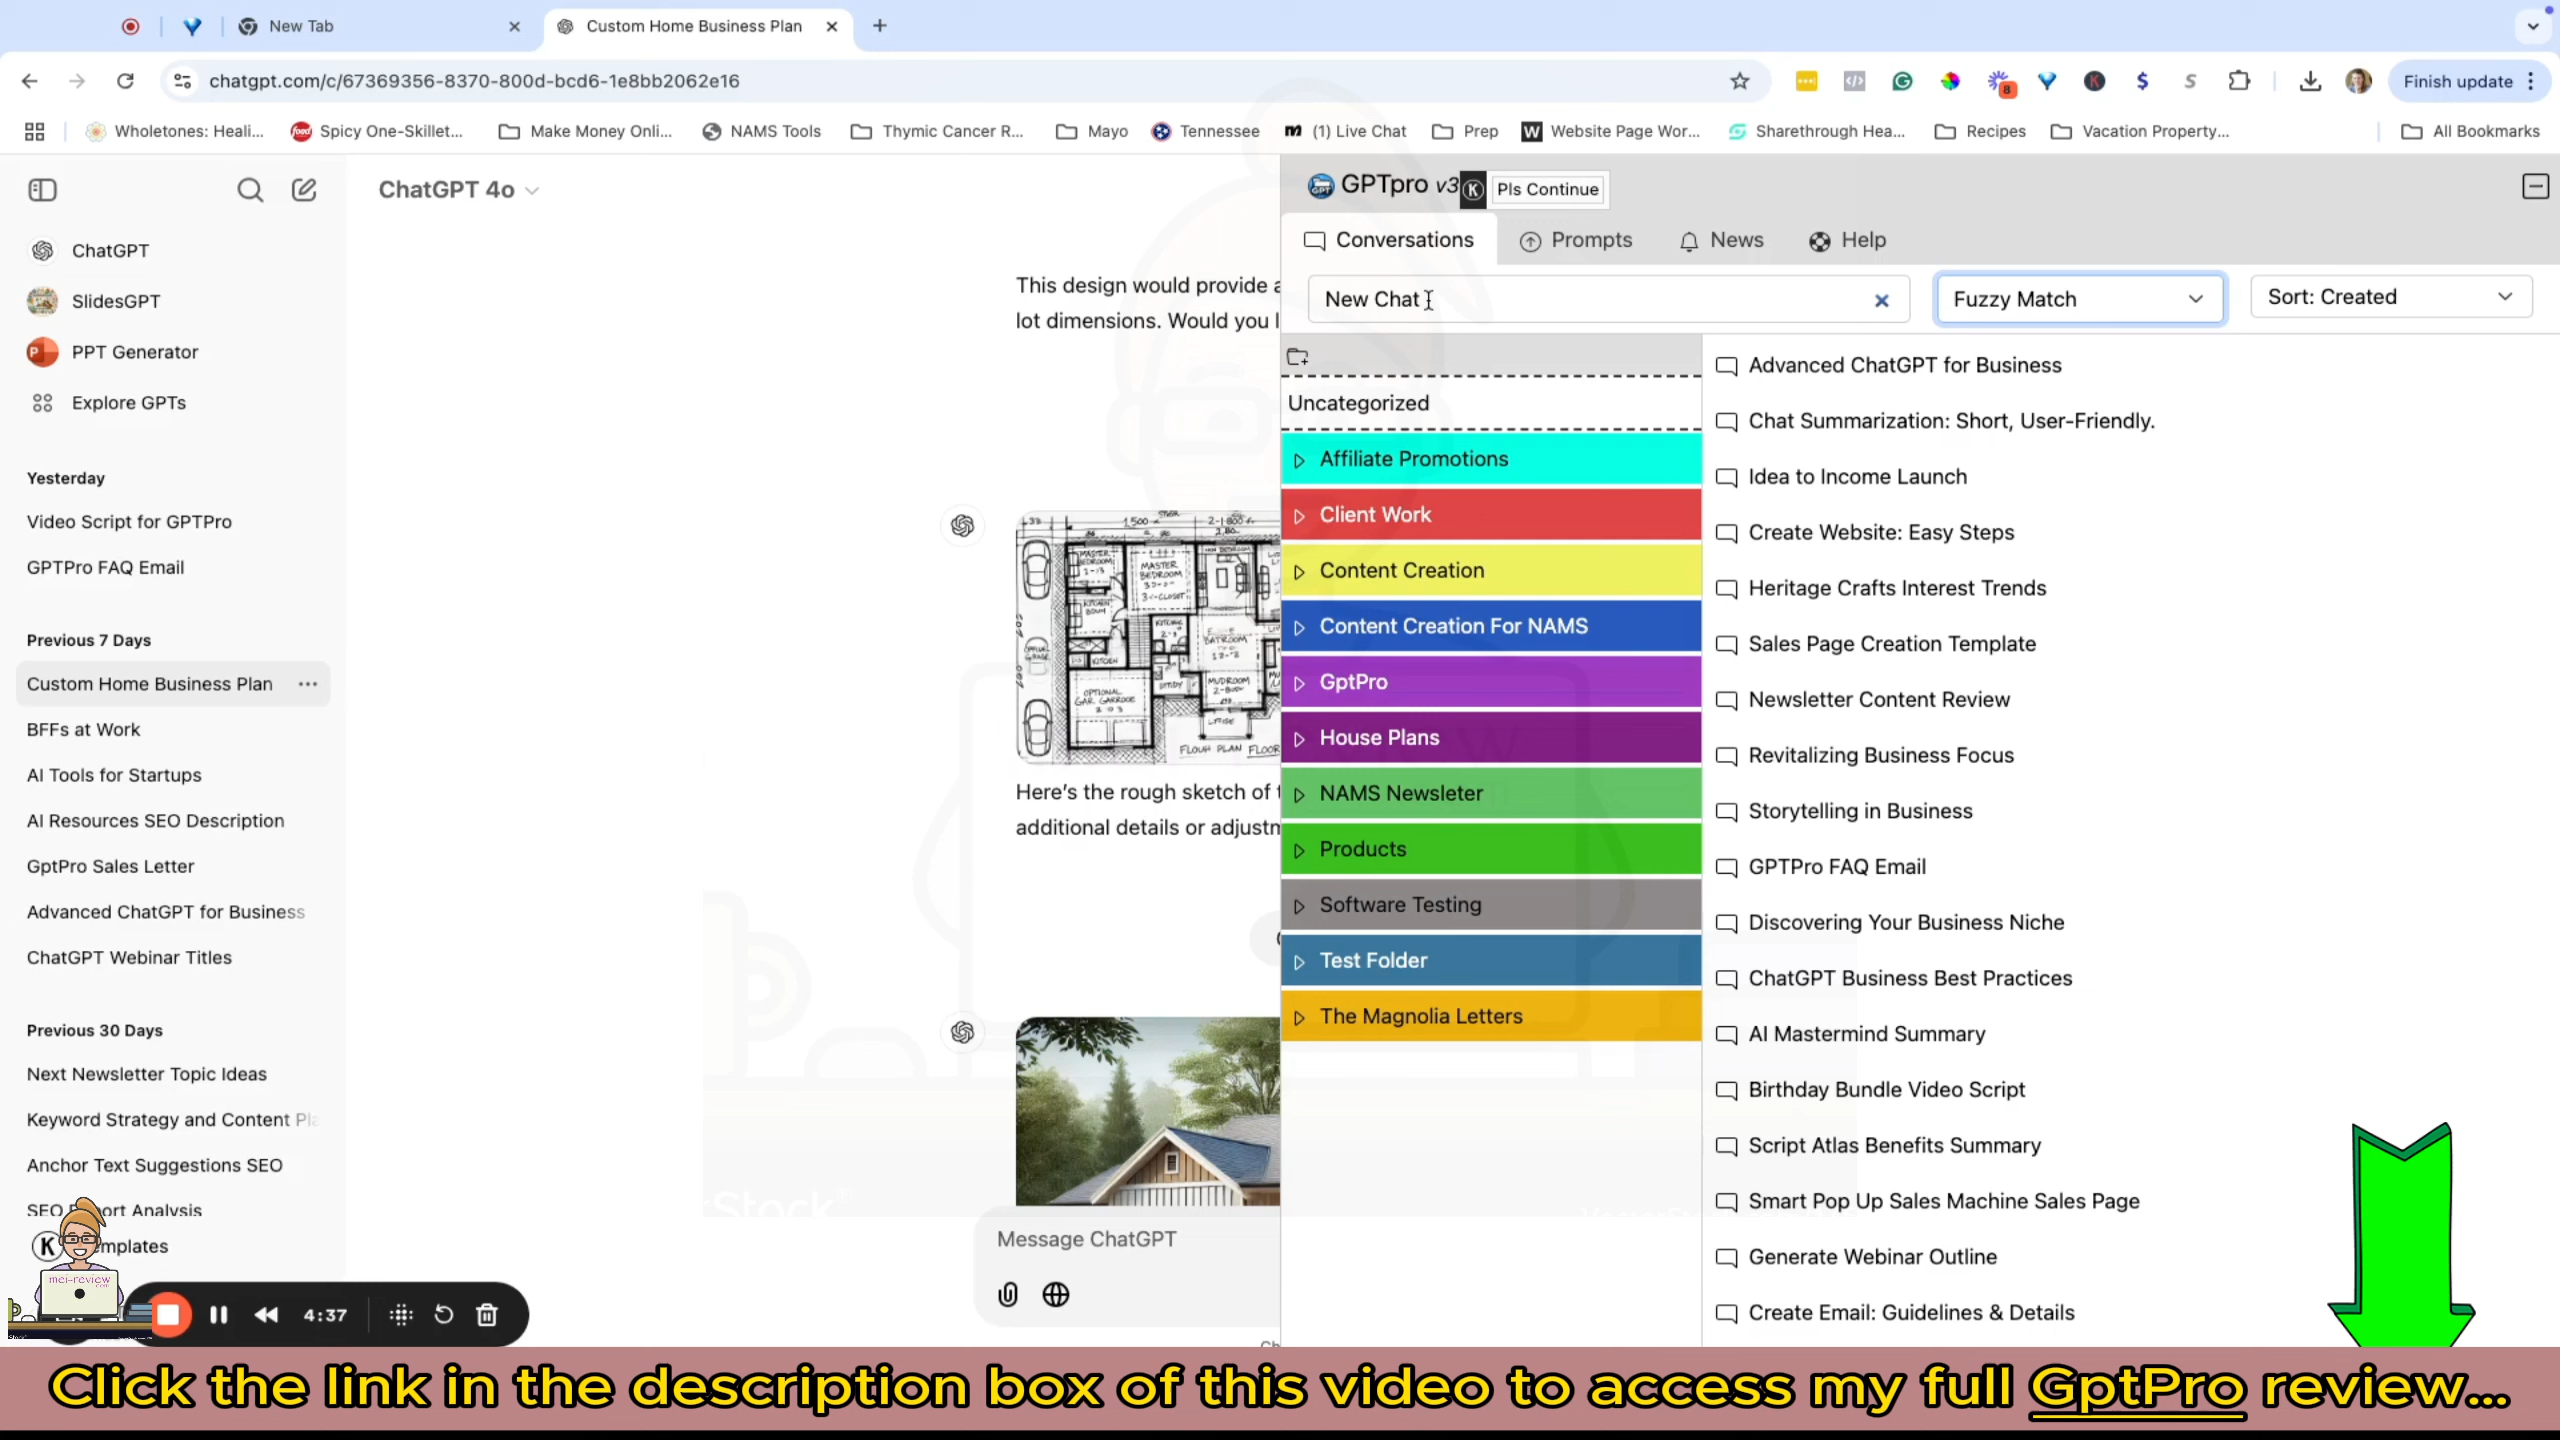 New Tab
Custom Home Business Plan
chatgpt.com/c/67369356-8370-800d-bcd6-1e8bb2062e16
8
Finish update
Wholetones: Heali...
Spicy One-Skillet...
Make Money Onli...
NAMS Tools
Thymic Cancer R...
Mayo
Tennessee
(1) Live Chat
Prep
Website Page Wor...
Sharethrough Hea...
Recipes
Vacation Property...
All Bookmarks
ChatGPT 4o
ChatGPT
SlidesGPT
PPT Generator
Explore GPTs
Yesterday
Video Script for GPTPro
GPTPro FAQ Email
Previous 7 Days
Custom Home Business Plan
BFFs at Work
AI Tools for Startups
AI Resources SEO Description
GptPro Sales Letter
Advanced ChatGPT for Business
ChatGPT Webinar Titles
Previous 30 Days
Next Newsletter Topic Ideas
Keyword Strategy and Content Pla
Anchor Text Suggestions SEO
mei-review
4:37
This design would provide a
lot dimensions. Would you l
MASTER
BEDROOM
KITCHEN
OPTIONAL
MUDROOM
Here's the rough sketch of t
additional details or adjustm
Message ChatGPT
GPTpro v3
Pls Continue
Conversations
Prompts
News
Help
New Chat
Fuzzy Match
Sort: Created
Uncategorized
Affiliate Promotions
Client Work
Content Creation
Content Creation For NAMS
GptPro
House Plans
NAMS Newsleter
Products
Software Testing
Test Folder
The Magnolia Letters
Advanced ChatGPT for Business
Chat Summarization: Short, User-Friendly.
Idea to Income Launch
Create Website: Easy Steps
Heritage Crafts Interest Trends
Sales Page Creation Template
Newsletter Content Review
Revitalizing Business Focus
Storytelling in Business
GPTPro FAQ Email
Discovering Your Business Niche
ChatGPT Business Best Practices
AI Mastermind Summary
Birthday Bundle Video Script
Script Atlas Benefits Summary
Smart Pop Up Sales Machine Sales Page
Generate Webinar Outline
Create Email: Guidelines & Details
Click the link in the description box of this video to access my full GptPro review...